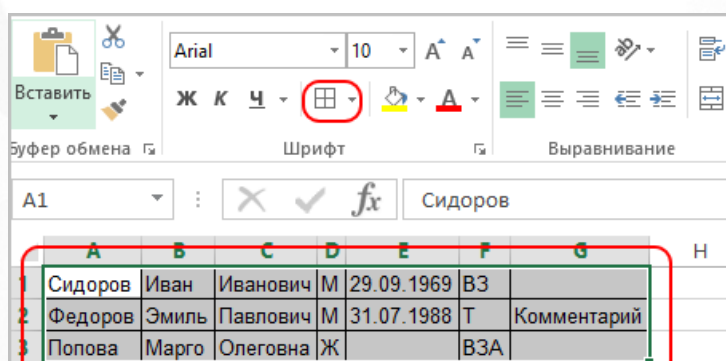 Arial 10 A A
Вставить Ж К Ч A
Буфер обмена Шрифт Выравнивание
A1 fx Сидоров
A B C D E F G H
1 Сидоров Иван Иванович М 29.09.1969 ВЗ
2 Федоров Эмиль Павлович М 31.07.1988 Т Комментарий
3 Попова Марго Олеговна Ж ВЗА